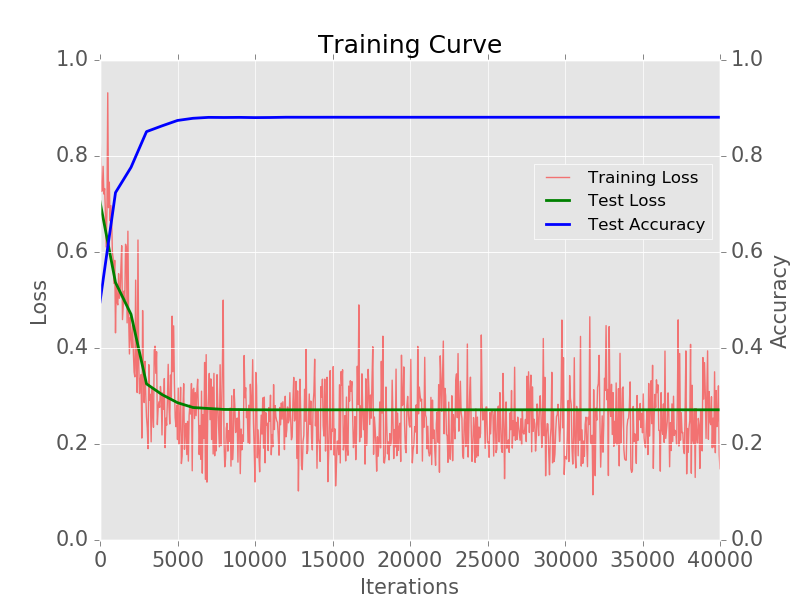 Training Curve
1.0
1.0
0.8
0.8
Training Loss
Test Loss
Test Accuracy
0.6
0.6
Loss
Accuracy
0.4
0.4
0.2
0.2
0.0
0.0
0 5000 10000 15000 20000 25000 30000 35000 40000
Iterations